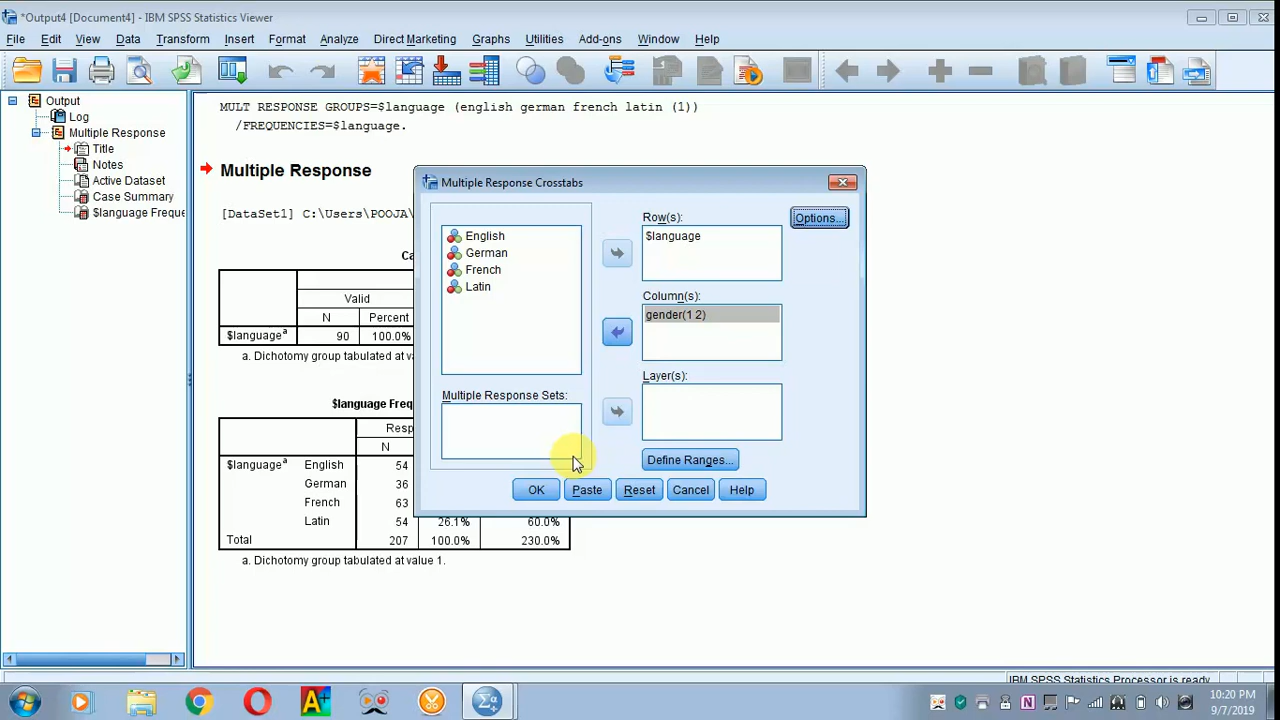 *Output4 [Document4] - IBM SPSS Statistics Viewer
File Edit View Data Transform Insert Format Analyze Direct Marketing Graphs Utilities Add-ons Window Help
Output
Log
Multiple Response
Title
Notes
Active Dataset
Case Summary
$language Freque
MULT RESPONSE GROUPS=$language (english german french latin (1))
/FREQUENCIES=$language.
Multiple Response
[DataSet1] C:\Users\POOJA\
Ca
Valid
N Percent
$languageª 90 100.0%
a. Dichotomy group tabulated at va
$language Freq
Resp
N
$languageª English 54
German 36
French 63
Latin 54 26.1% 60.0%
Total 207 100.0% 230.0%
a. Dichotomy group tabulated at value 1.
Multiple Response Crosstabs
English
German
French
Latin
Multiple Response Sets:
Row(s):
$language
Column(s):
gender(1 2)
Layer(s):
Define Ranges...
Options...
OK Paste Reset Cancel Help
IBM SPSS Statistics Processor is ready
10:20 PM
9/7/2019